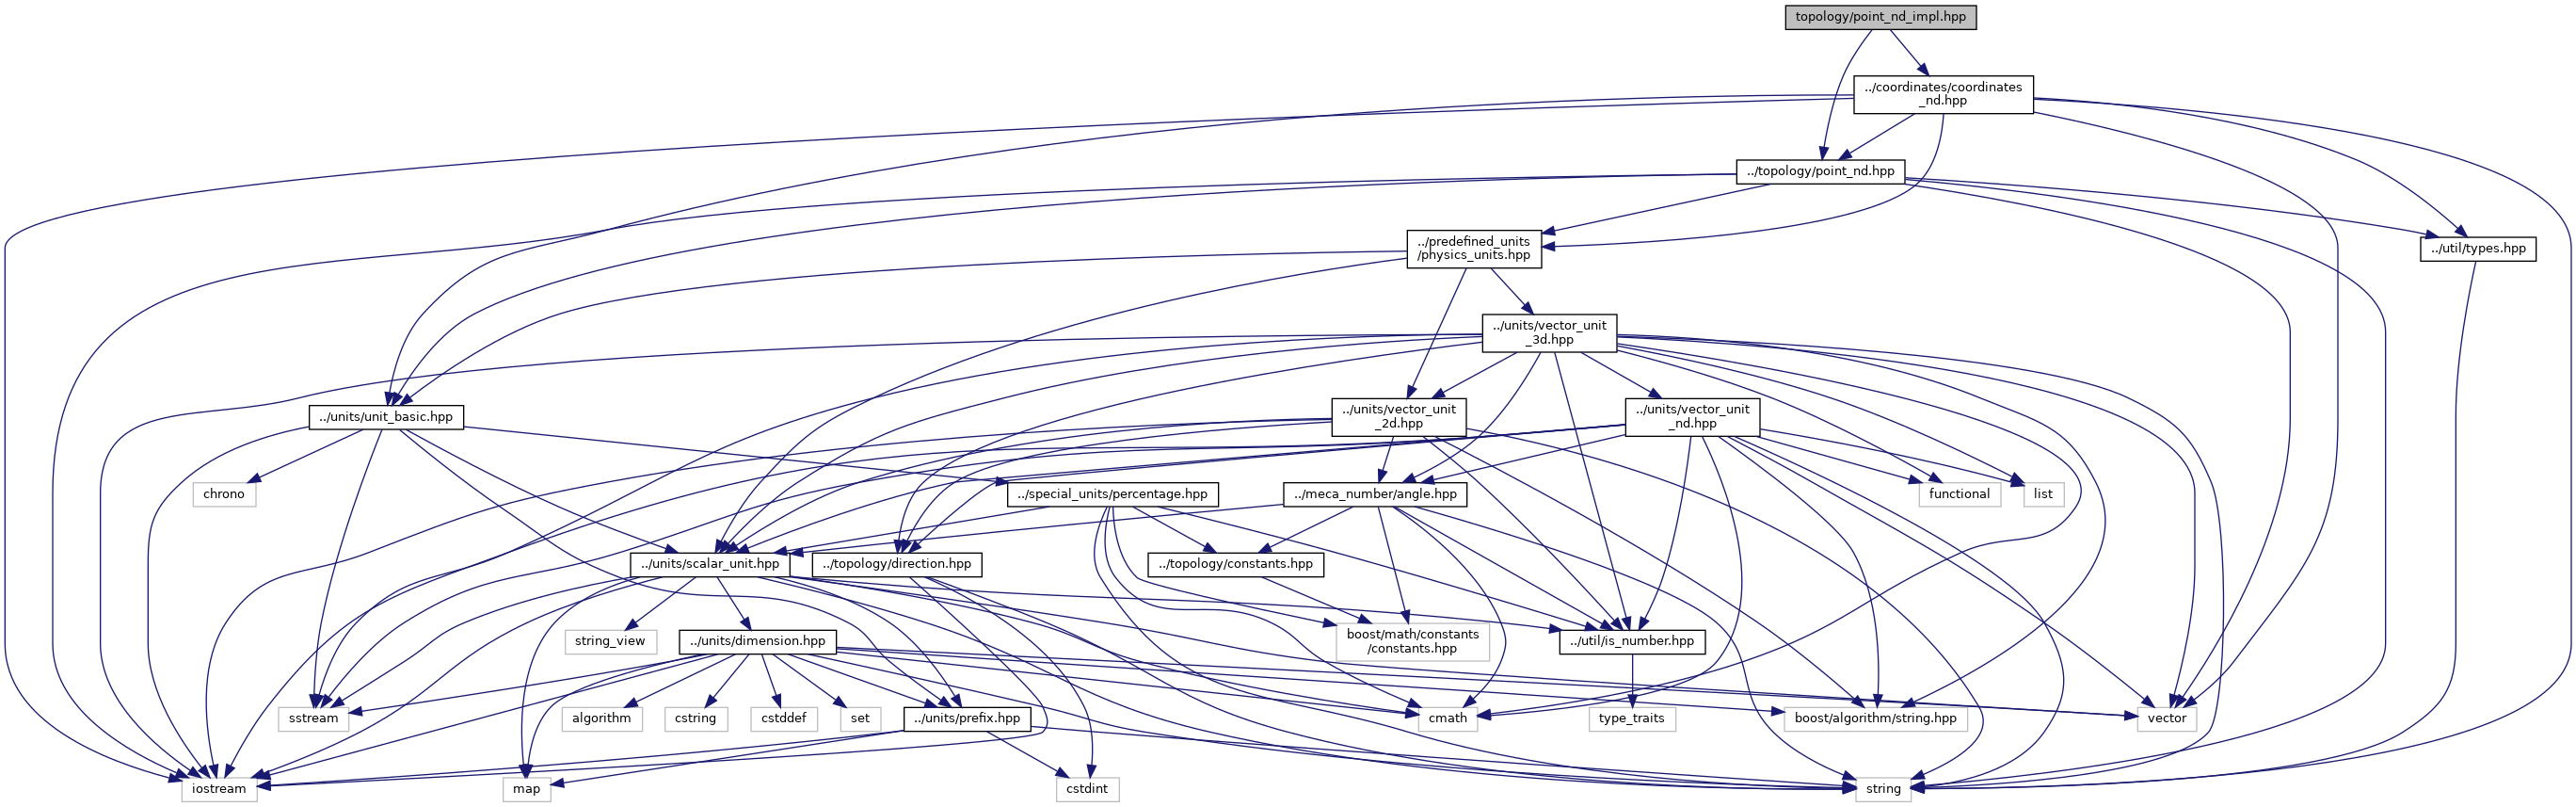 topology/point_nd_impl.hpp
../coordinates/coordinates
_nd.hpp
../topology/point_nd.hpp
../predefined_units
/physics_units.hpp
../util/types.hpp
../units/vector_unit
_3d.hpp
../units/unit_basic.hpp
../units/vector_unit
_2d.hpp
../units/vector_unit
_nd.hpp
chrono
../special_units/percentage.hpp
../meca_number/angle.hpp
functional
list
../units/scalar_unit.hpp
../topology/direction.hpp
../topology/constants.hpp
string_view
../units/dimension.hpp
boost/math/constants
/constants.hpp
../util/is_number.hpp
sstream
algorithm
cstring
cstddef
set
../units/prefix.hpp
cmath
type_traits
boost/algorithm/string.hpp
vector
iostream
map
cstdint
string